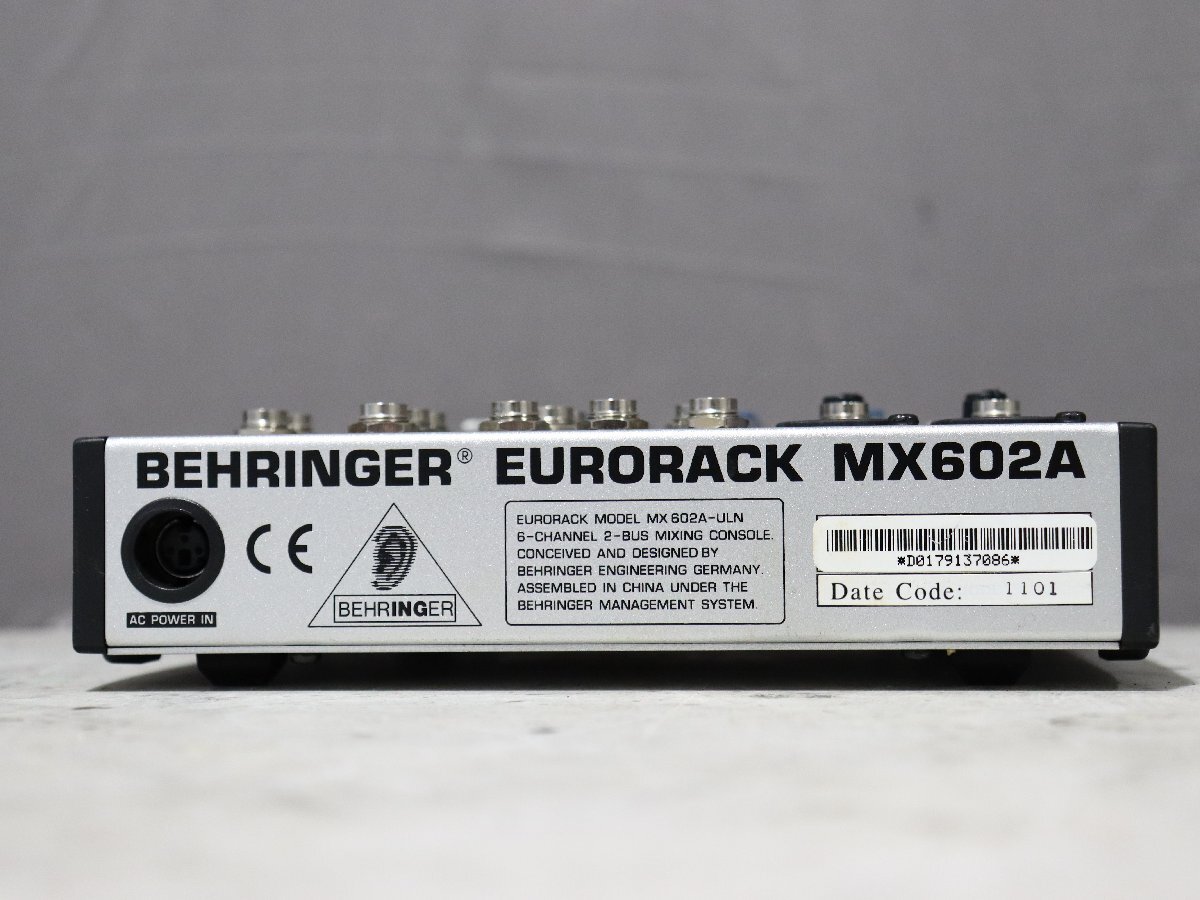 BEHRINGER® EURORACK MX602A
AC POWER IN
CE
BEHRINGER
EURORACK MODEL MX 602A-ULN
6-CHANNEL 2-BUS MIXING CONSOLE.
CONCEIVED AND DESIGNED BY
BEHRINGER ENGINEERING GERMANY.
ASSEMBLED IN CHINA UNDER THE
BEHRINGER MANAGEMENT SYSTEM.
*D0179137086*
Date Code: 1101